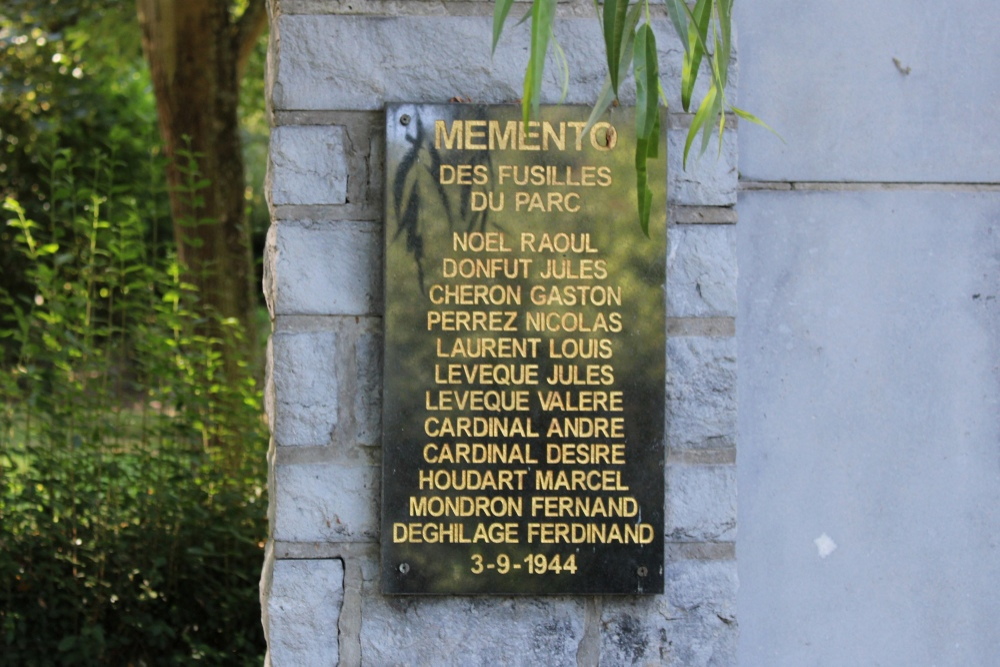 MEMENTO
DES FUSILLES
DU PARC
NOEL RAOUL
DONFUT JULES
CHERON GASTON
PERREZ NICOLAS
LAURENT LOUIS
LEVEQUE JULES
LEVEQUE VALERE
CARDINAL ANDRE
CARDINAL DESIRE
HOUDART MARCEL
MONDRON FERNAND
DEGHILAGE FERDINAND
3-9-1944